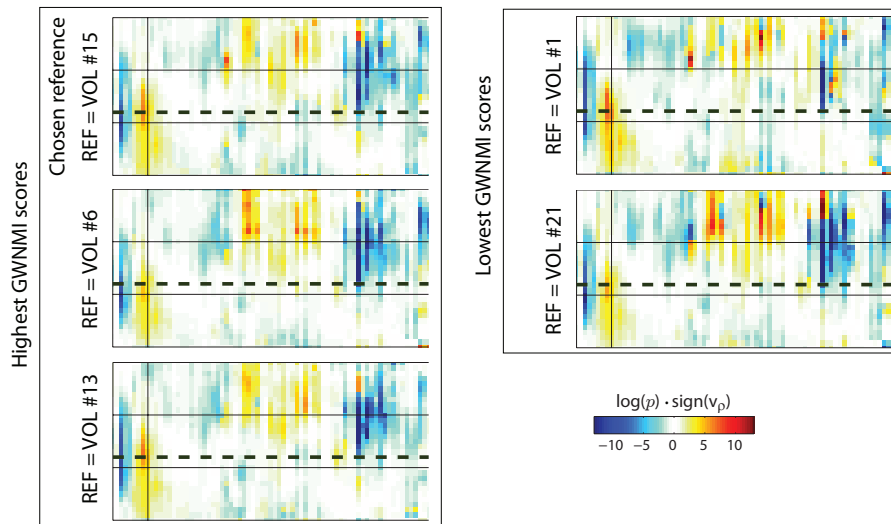 Highest GWNMI scores
Chosen reference
REF = VOL #15
REF = VOL #6
REF = VOL #13
Lowest GWNMI scores
REF = VOL #1
REF = VOL #21
log(p) · sign(vρ)
−10 −5 0 5 10